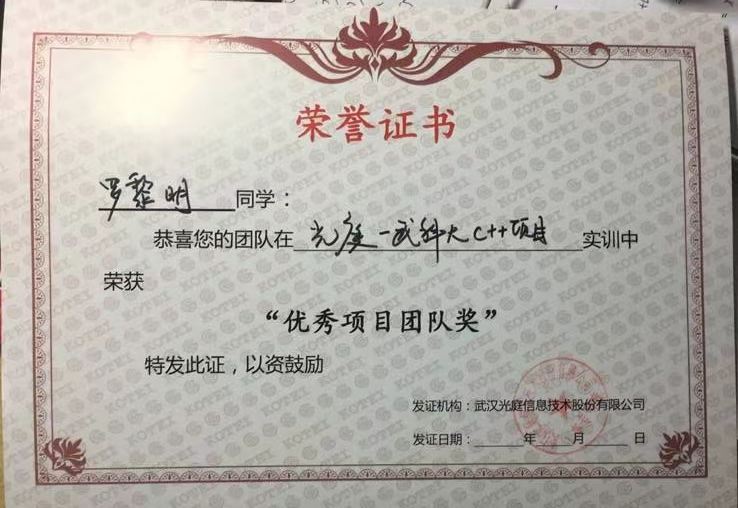 荣誉证书
罗黎明同学：
恭喜您的团队在光庭-武科大C++项目实训中
荣获
“优秀项目团队奖”
特发此证，以资鼓励
发证机构：武汉光庭信息技术股份有限公司
发证日期：　　年　　月　　日
KOTEI